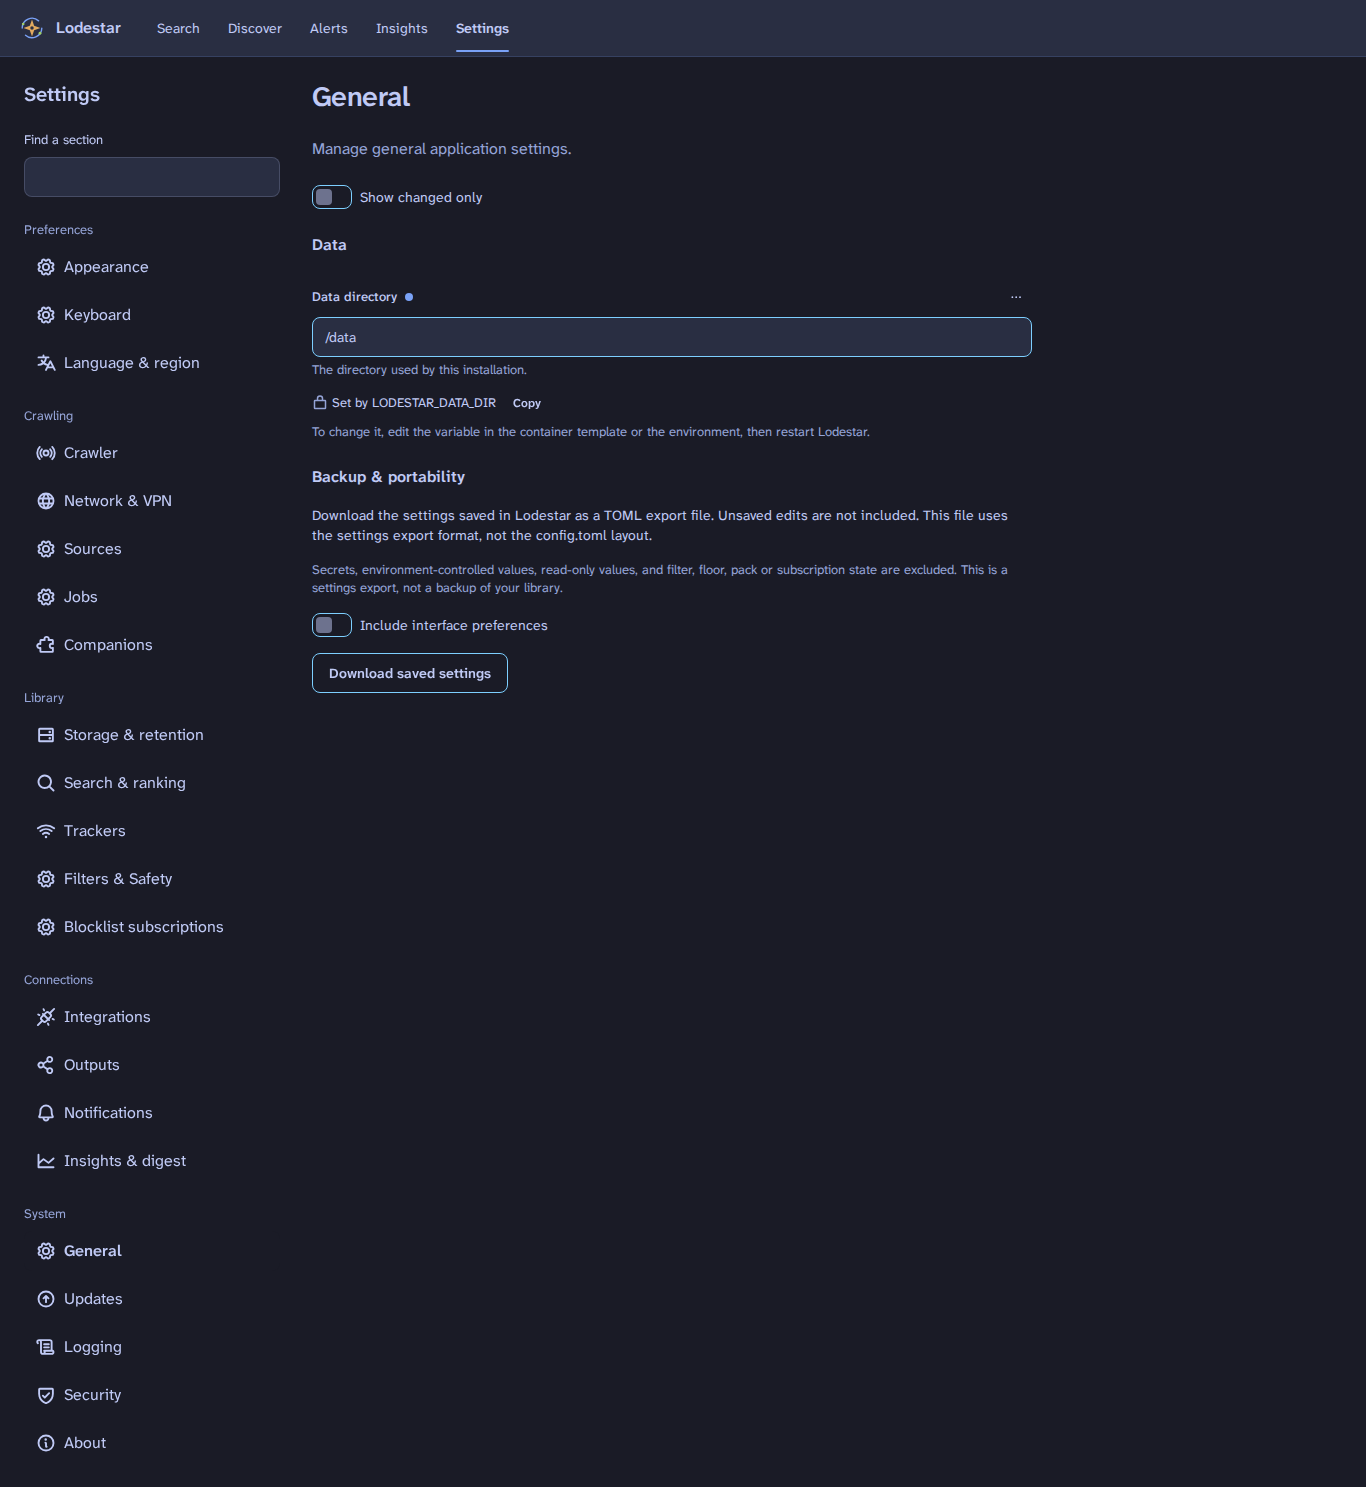 Lodestar
Search
Discover
Alerts
Insights
Settings
Settings
Find a section
Preferences
Appearance
Keyboard
Language & region
Crawling
Crawler
Network & VPN
Sources
Jobs
Companions
Library
Storage & retention
Search & ranking
Trackers
Filters & Safety
Blocklist subscriptions
Connections
Integrations
Outputs
Notifications
Insights & digest
System
General
Updates
Logging
Security
About
General
Manage general application settings.
Show changed only
Data
Data directory
...
/data
The directory used by this installation.
Set by LODESTAR_DATA_DIR
Copy
To change it, edit the variable in the container template or the environment, then restart Lodestar.
Backup & portability
Download the settings saved in Lodestar as a TOML export file. Unsaved edits are not included. This file uses
the settings export format, not the config.toml layout.
Secrets, environment-controlled values, read-only values, and filter, floor, pack or subscription state are excluded. This is a
settings export, not a backup of your library.
Include interface preferences
Download saved settings